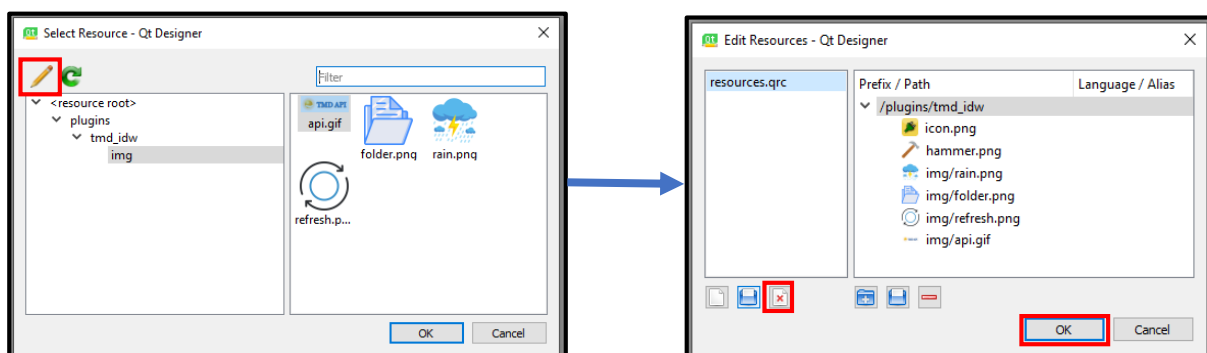 Select Resource - Qt Designer
Filter
<resource root>
plugins
tmd_idw
img
TMD API
api.gif
folder.png
rain.png
refresh.p...
OK
Cancel
Edit Resources - Qt Designer
resources.qrc
Prefix / Path
Language / Alias
/plugins/tmd_idw
icon.png
hammer.png
img/rain.png
img/folder.png
img/refresh.png
img/api.gif
OK
Cancel